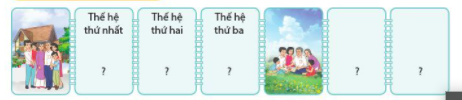 Thế hệ
thứ nhất
?
Thế hệ
thứ hai
?
Thế hệ
thứ ba
?
?
?